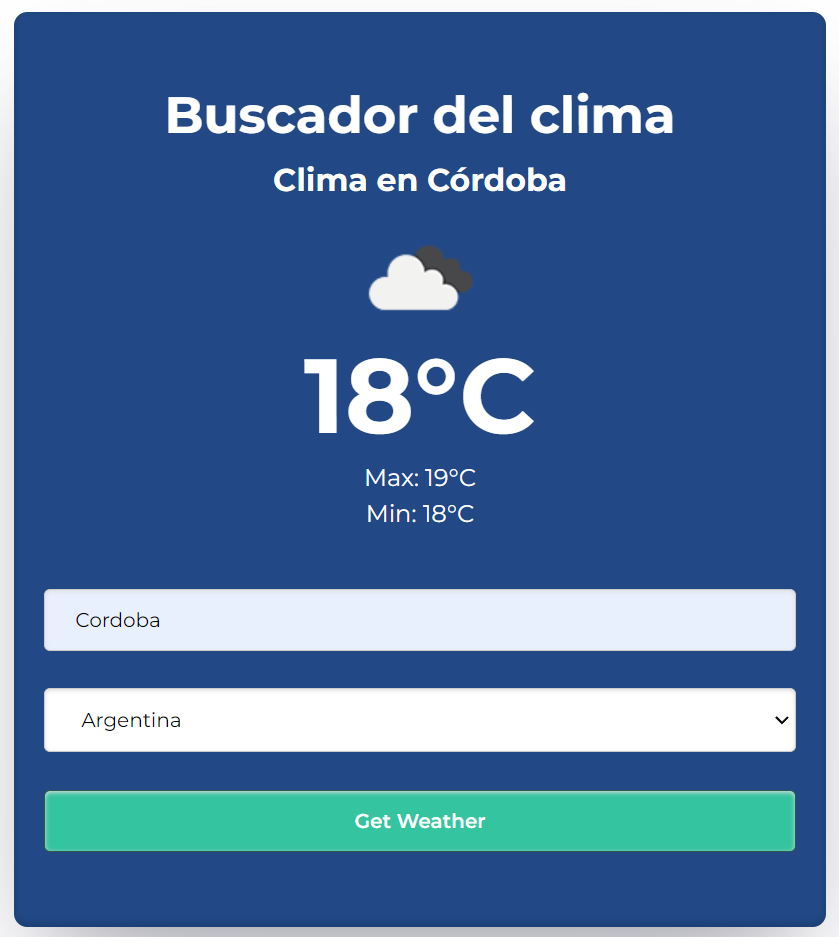 Buscador del clima
Clima en Córdoba
18°C
Max: 19°C
Min: 18°C
Cordoba
Argentina
Get Weather